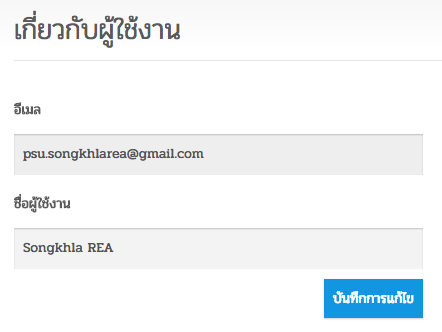 เกี่ยวกับผู้ใช้งาน
อีเมล
psu.songkhlarea@gmail.com
ชื่อผู้ใช้งาน
Songkhla REA
บันทึกการแก้ไข